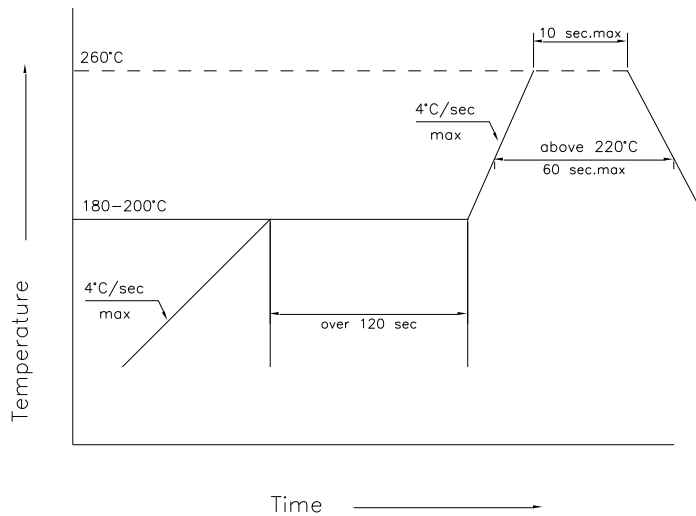 10 sec.max
260°C
4°C/sec
max
above 220°C
60 sec.max
180-200°C
4°C/sec
max
over 120 sec
Temperature
Time